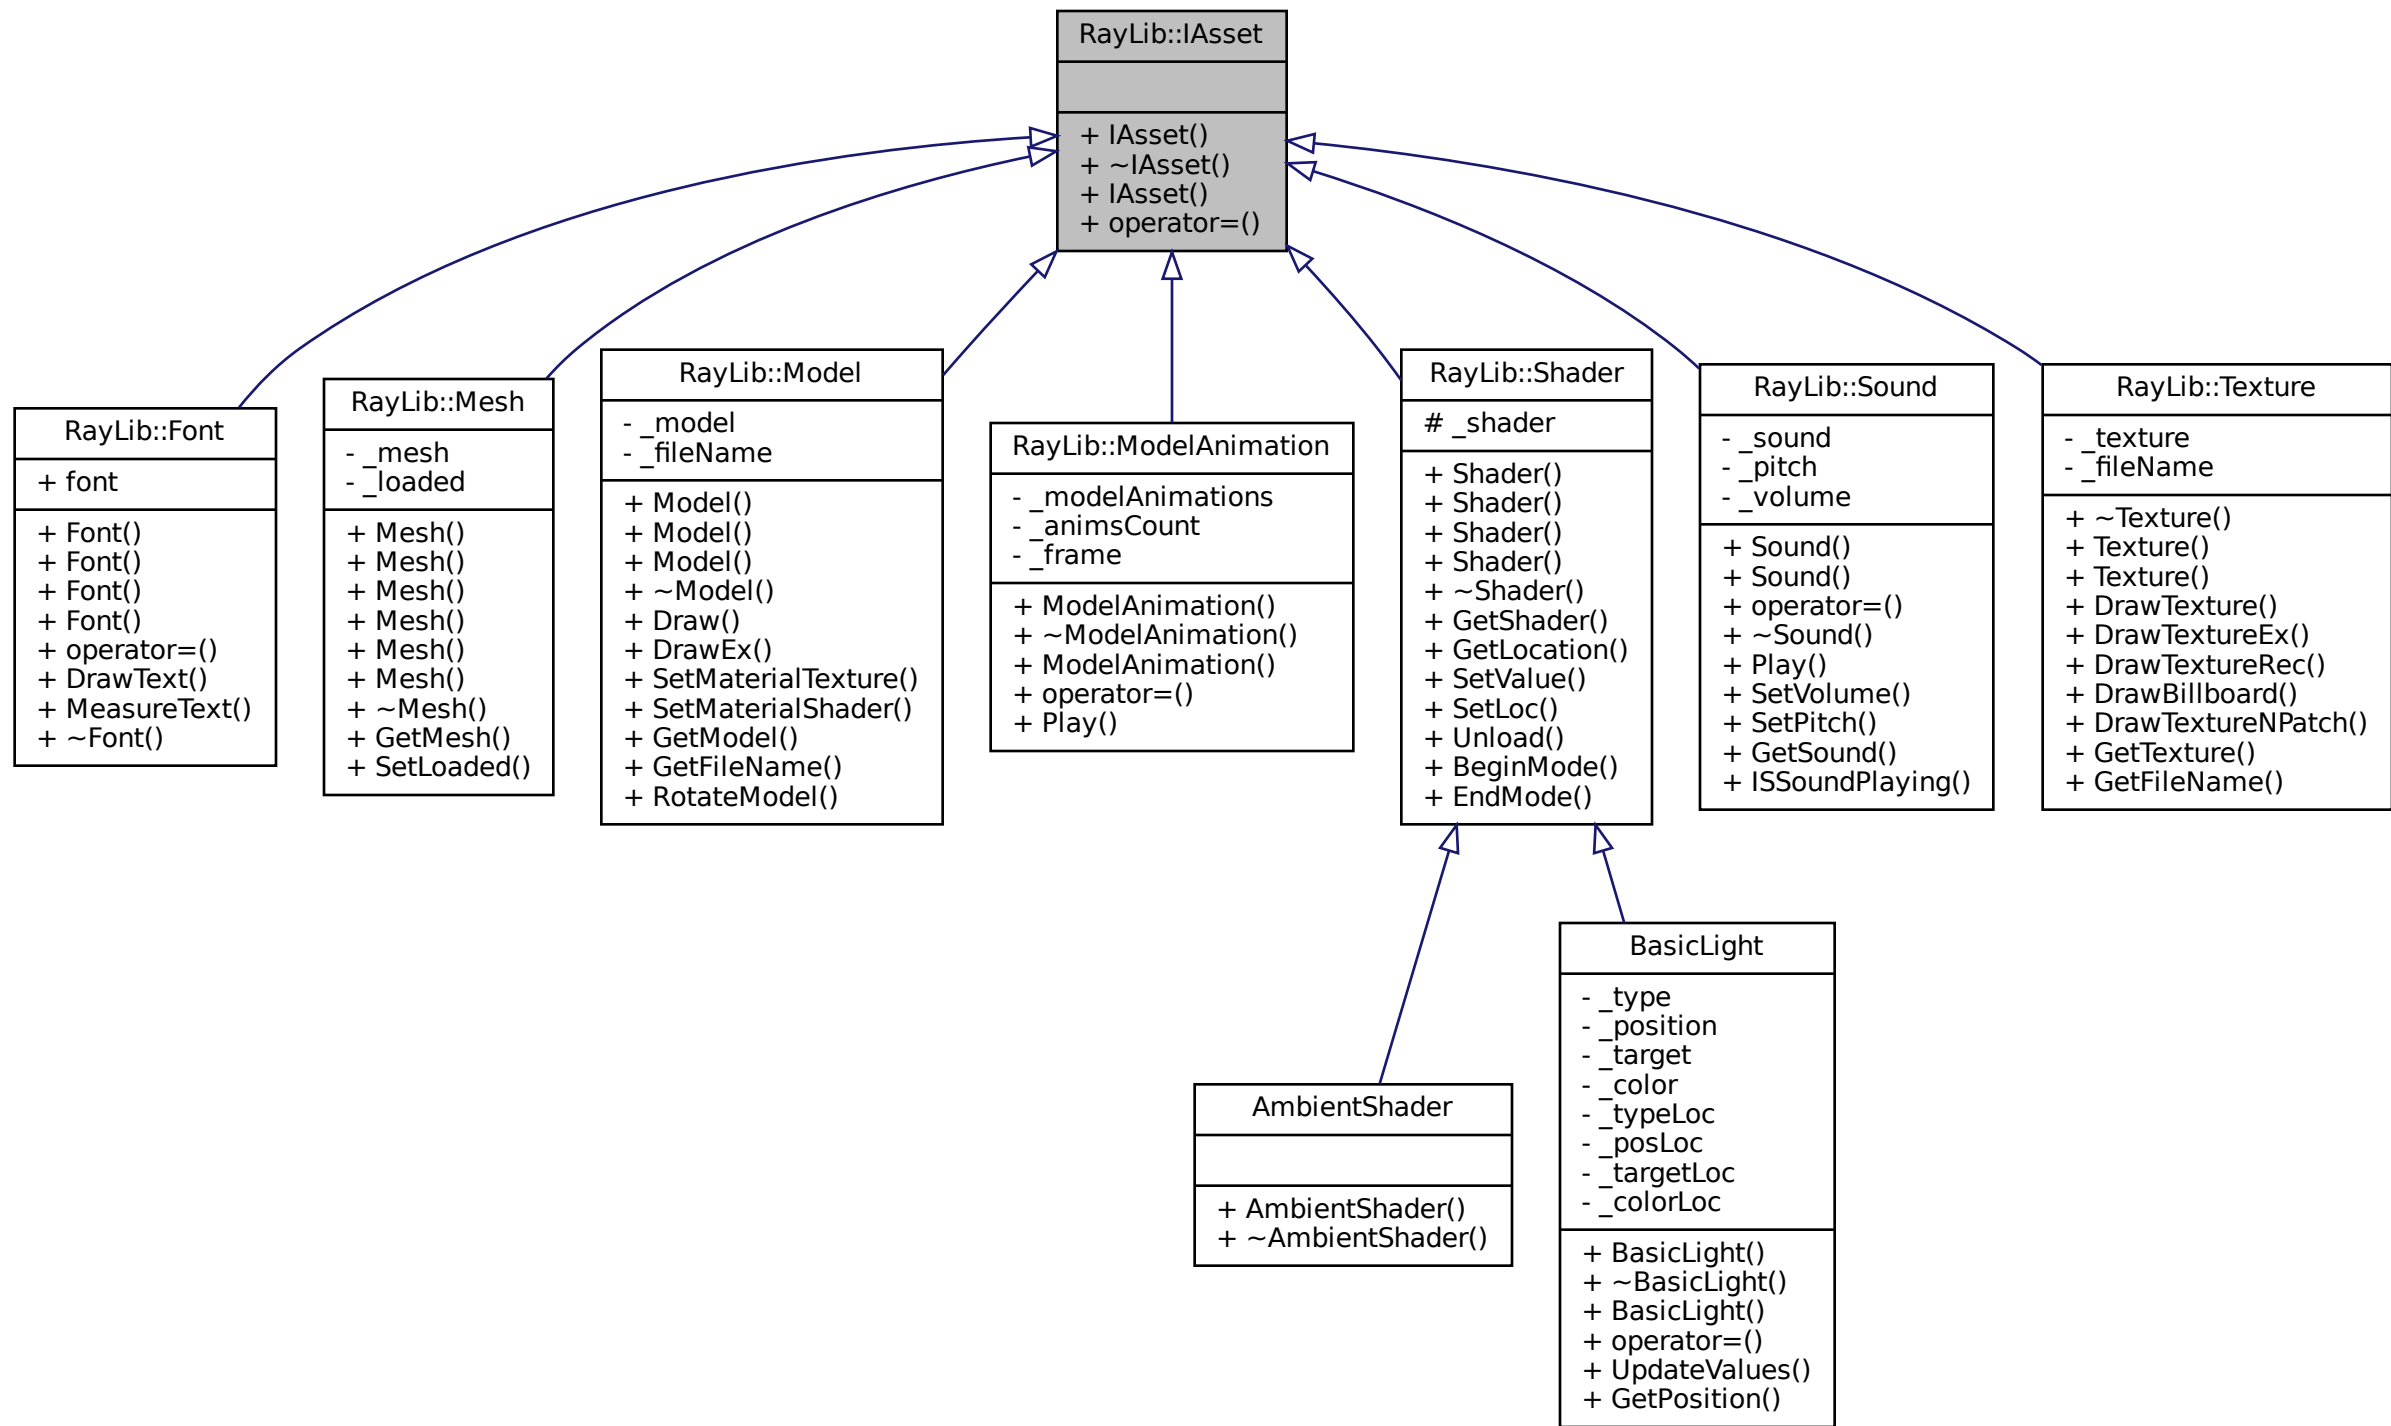 RayLib::IAsset
+ IAsset()
+ ~IAsset()
+ IAsset()
+ operator=()
RayLib::Font
+ font
+ Font()
+ Font()
+ Font()
+ Font()
+ operator=()
+ DrawText()
+ MeasureText()
+ ~Font()
RayLib::Mesh
- _mesh
- _loaded
+ Mesh()
+ Mesh()
+ Mesh()
+ Mesh()
+ Mesh()
+ Mesh()
+ ~Mesh()
+ GetMesh()
+ SetLoaded()
RayLib::Model
- _model
- _fileName
+ Model()
+ Model()
+ Model()
+ ~Model()
+ Draw()
+ DrawEx()
+ SetMaterialTexture()
+ SetMaterialShader()
+ GetModel()
+ GetFileName()
+ RotateModel()
RayLib::ModelAnimation
- _modelAnimations
- _animsCount
- _frame
+ ModelAnimation()
+ ~ModelAnimation()
+ ModelAnimation()
+ operator=()
+ Play()
RayLib::Shader
# _shader
+ Shader()
+ Shader()
+ Shader()
+ Shader()
+ ~Shader()
+ GetShader()
+ GetLocation()
+ SetValue()
+ SetLoc()
+ Unload()
+ BeginMode()
+ EndMode()
RayLib::Sound
- _sound
- _pitch
- _volume
+ Sound()
+ Sound()
+ operator=()
+ ~Sound()
+ Play()
+ SetVolume()
+ SetPitch()
+ GetSound()
+ ISSoundPlaying()
RayLib::Texture
- _texture
- _fileName
+ ~Texture()
+ Texture()
+ Texture()
+ DrawTexture()
+ DrawTextureEx()
+ DrawTextureRec()
+ DrawBillboard()
+ DrawTextureNPatch()
+ GetTexture()
+ GetFileName()
AmbientShader
+ AmbientShader()
+ ~AmbientShader()
BasicLight
- _type
- _position
- _target
- _color
- _typeLoc
- _posLoc
- _targetLoc
- _colorLoc
+ BasicLight()
+ ~BasicLight()
+ BasicLight()
+ operator=()
+ UpdateValues()
+ GetPosition()